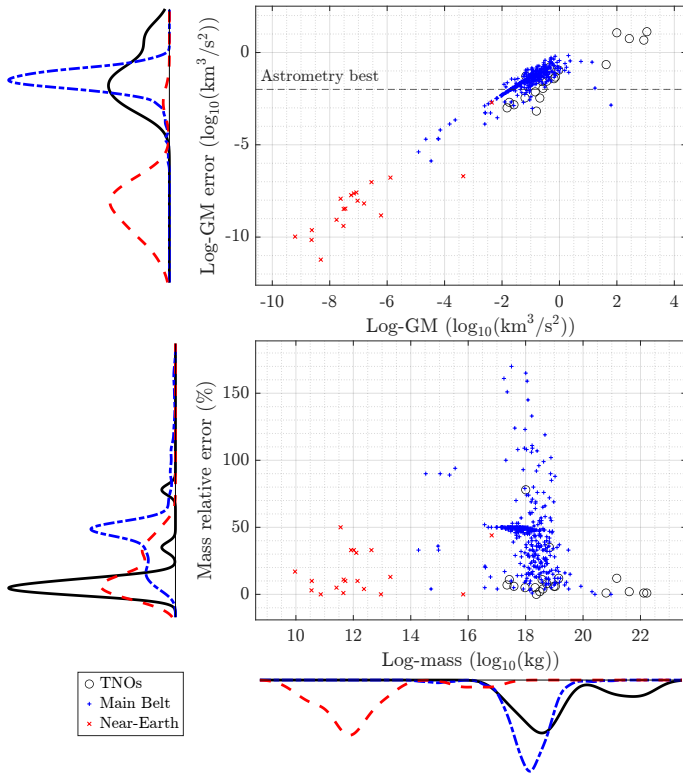 0
-5
-10
Log-GM error (log10(km3/s2))
Astrometry best
-10 -8 -6 -4 -2 0 2 4
Log-GM (log10(km3/s2))
150
100
50
0
Mass relative error (%)
10 12 14 16 18 20 22
Log-mass (log10(kg))
TNOs
Main Belt
Near-Earth